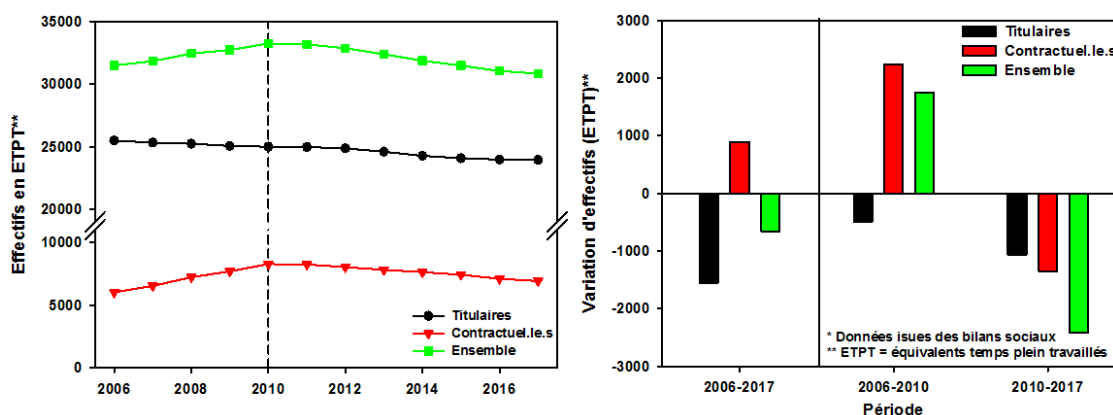 Effectifs en ETPT**
35000
30000
25000
20000
10000
5000
0
2006 2008 2010 2012 2014 2016
Titulaires
Contractuel.le.s
Ensemble
Variation d'effectifs (ETPT)**
3000
2000
1000
0
-1000
-2000
-3000
Titulaires
Contractuel.le.s
Ensemble
* Données isues des bilans sociaux
** ETPT = équivalents temps plein travaillés
2006-2017 2006-2010 2010-2017
Période